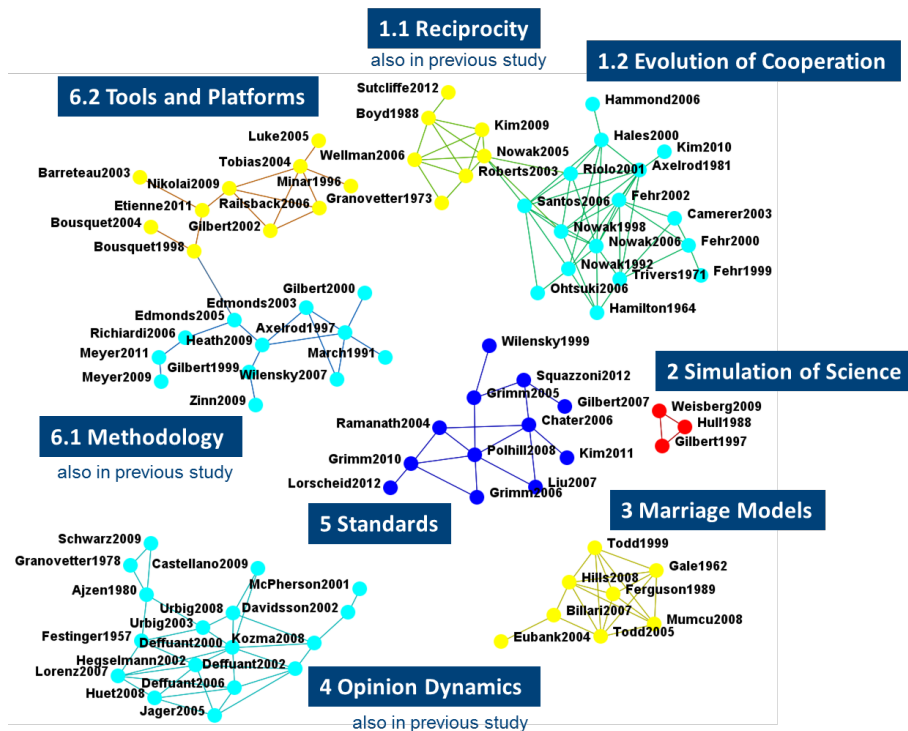 1.1 Reciprocity
also in previous study
1.2 Evolution of Cooperation
6.2 Tools and Platforms
Sutcliffe2012
Boyd1988
Kim2009
Nowak2005
Roberts2003
Hammond2006
Hales2000
Kim2010
Axelrod1981
Riolo2001
Fehr2002
Santos2006
Camerer2003
Nowak1998
Nowak2006
Fehr2000
Nowak1992
Trivers1971
Fehr1999
Ohtsuki2006
Hamilton1964
Luke2005
Wellman2006
Tobias2004
Barreteau2003
Nikolai2009
Minar1996
Granovetter1973
Railsback2006
Etienne2011
Bousquet2004
Gilbert2002
Bousquet1998
Gilbert2000
Edmonds2003
Edmonds2005
Axelrod1997
Richiardi2006
Heath2009
March1991
Meyer2011
Gilbert1999
Wilensky2007
Meyer2009
Zinn2009
6.1 Methodology
also in previous study
Wilensky1999
Squazzoni2012
Grimm2005
Gilbert2007
Ramanath2004
Chater2006
Polhill2008
Kim2011
Grimm2010
Lorscheid2012
Liu2007
Grimm2006
5 Standards
2 Simulation of Science
Weisberg2009
Hull1988
Gilbert1997
3 Marriage Models
Todd1999
Gale1962
Hills2008
Ferguson1989
Billari2007
Mumcu2008
Eubank2004
Todd2005
Schwarz2009
Granovetter1978
Castellano2009
Ajzen1980
McPherson2001
Urbig2008
Davidsson2002
Urbig2003
Festinger1957
Kozma2008
Deffuant2000
Hegselmann2002
Deffuant2002
Lorenz2007
Deffuant2006
Huet2008
Jager2005
4 Opinion Dynamics
also in previous study